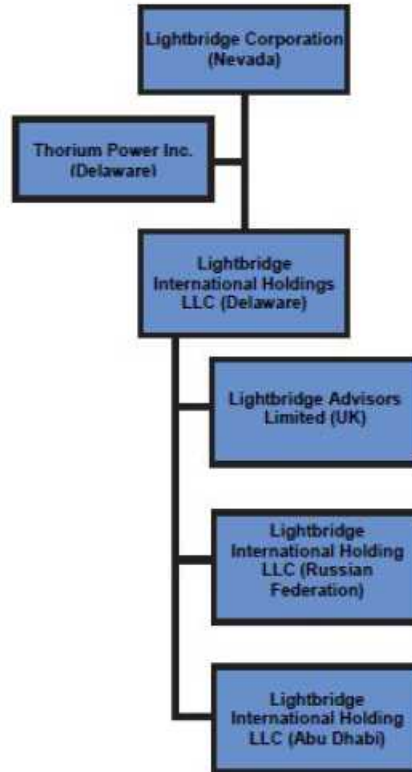 Lightbridge Corporation
(Nevada)
Thorium Power Inc.
(Delaware)
Lightbridge
International Holdings
LLC (Delaware)
Lightbridge Advisors
Limited (UK)
Lightbridge
International Holding
LLC (Russian
Federation)
Lightbridge
International Holding
LLC (Abu Dhabi)